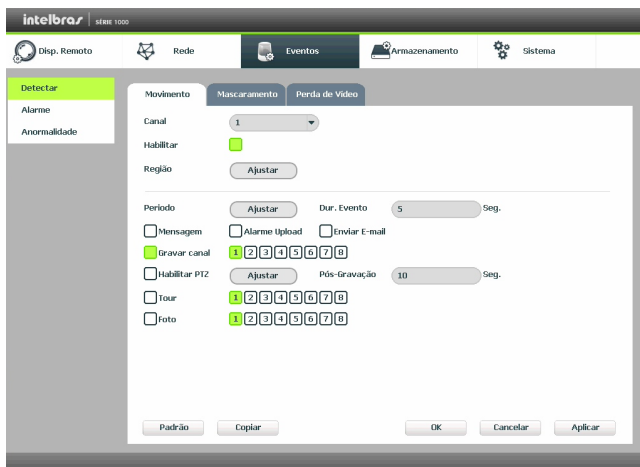 intelbras | SÉRIE 1000
Disp. Remoto Rede Eventos Armazenamento Sistema
Detectar
Alarme
Anormalidade
Movimento Mascaramento Perda de Vídeo
Canal 1
Habilitar
Região Ajustar
Período Ajustar Dur. Evento 5 Seg.
Mensagem Alarme Upload Enviar E-mail
Gravar canal 1 2 3 4 5 6 7 8
Habilitar PTZ Ajustar Pós-Gravação 10 Seg.
Tour 1 2 3 4 5 6 7 8
Foto 1 2 3 4 5 6 7 8
Padrão Copiar OK Cancelar Aplicar